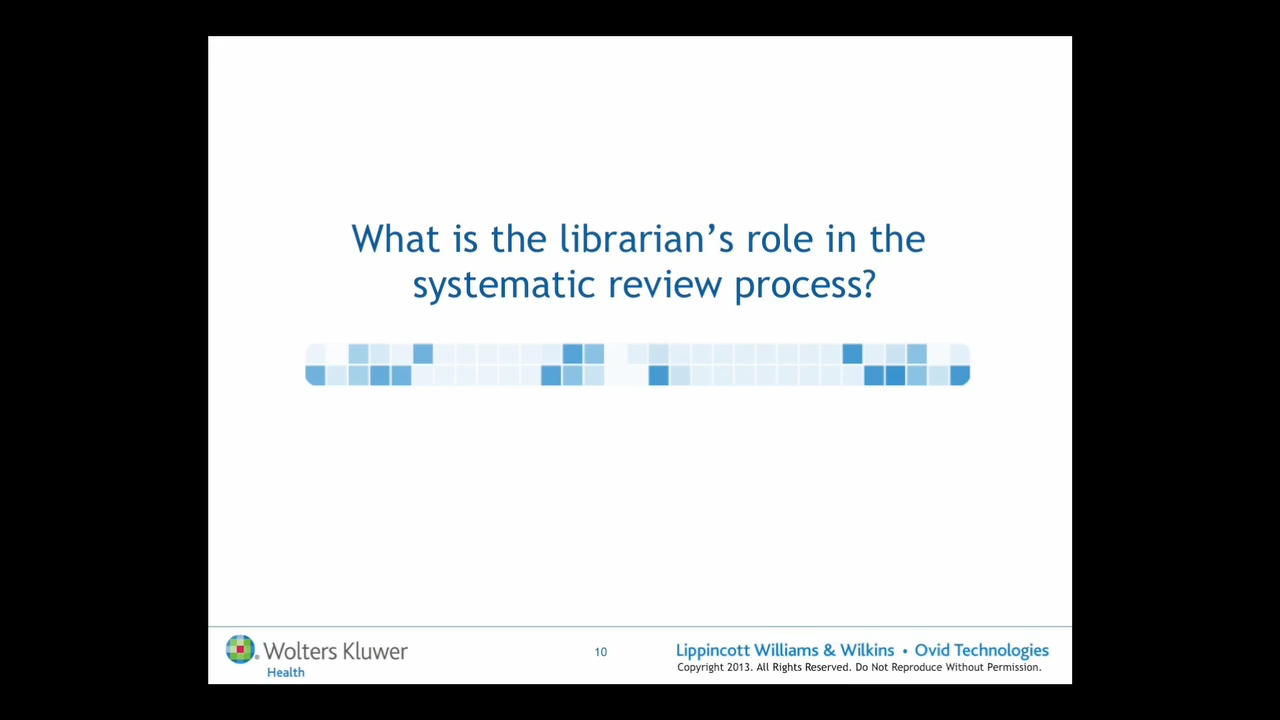 What is the librarian’s role in the
systematic review process?
Wolters Kluwer
Health
10
Lippincott Williams & Wilkins • Ovid Technologies
Copyright 2013. All Rights Reserved. Do Not Reproduce Without Permission.